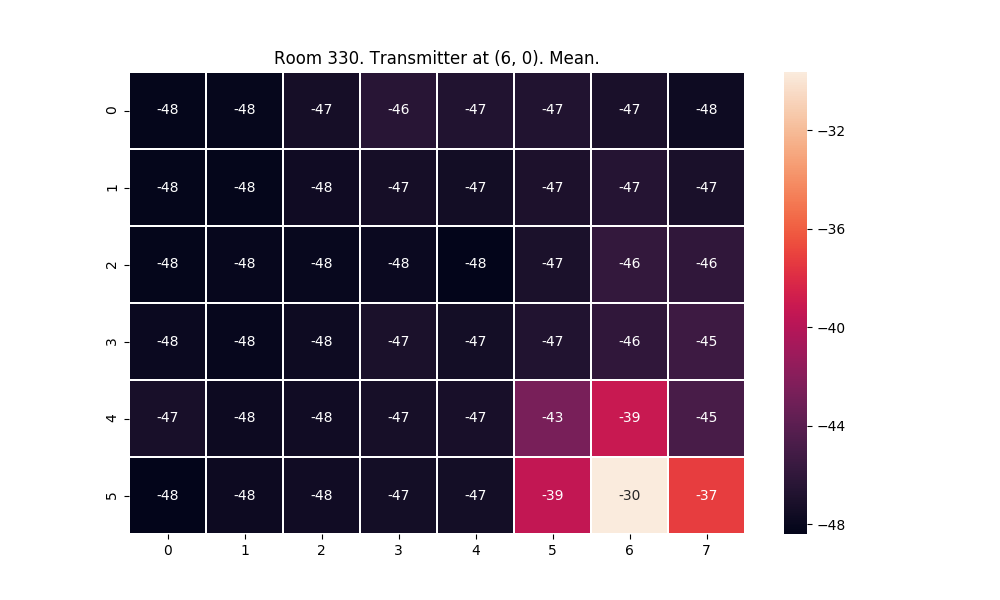 Room 330. Transmitter at (6, 0). Mean.
0 -48 -48 -47 -46 -47 -47 -47 -48
1 -48 -48 -48 -47 -47 -47 -47 -47
2 -48 -48 -48 -48 -48 -47 -46 -46
3 -48 -48 -48 -47 -47 -47 -46 -45
4 -47 -48 -48 -47 -47 -43 -39 -45
5 -48 -48 -48 -47 -47 -39 -30 -37
0 1 2 3 4 5 6 7
−32
−36
−40
−44
−48